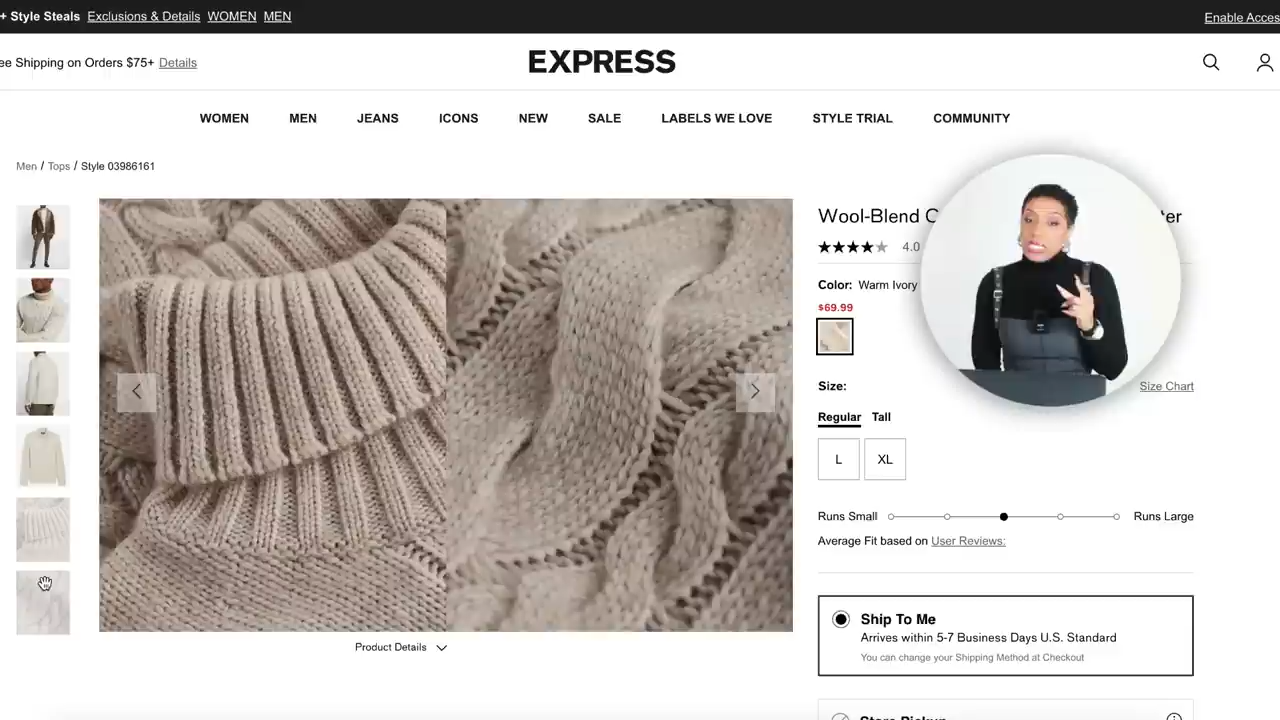 + Style Steals Exclusions & Details WOMEN MEN
Enable
ee Shipping on Orders $75+ Details
EXPRESS
WOMEN MEN JEANS ICONS NEW SALE LABELS WE LOVE STYLE TRIAL COMMUNITY
Men / Tops / Style 03986161
Wool-Blend
4.0
Color: Warm Ivory
$69.99
Size:
Size Chart
Regular Tall
L XL
Runs Small Runs Large
Average Fit based on User Reviews:
Ship To Me
Arrives within 5-7 Business Days U.S. Standard
You can change your Shipping Method at Checkout
Product Details
Store Pickup